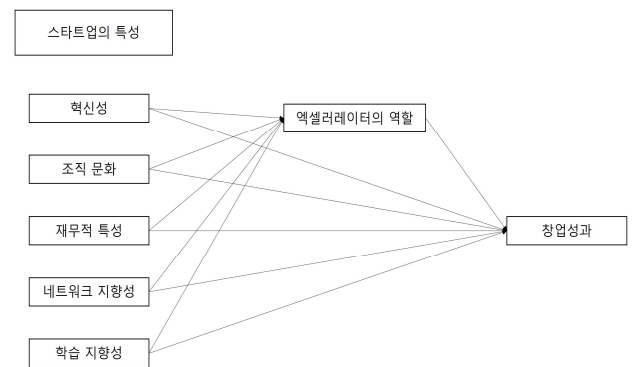 스타트업의 특성
혁신성
엑셀러레이터의 역할
조직 문화
재무적 특성
창업성과
네트워크 지향성
학습 지향성